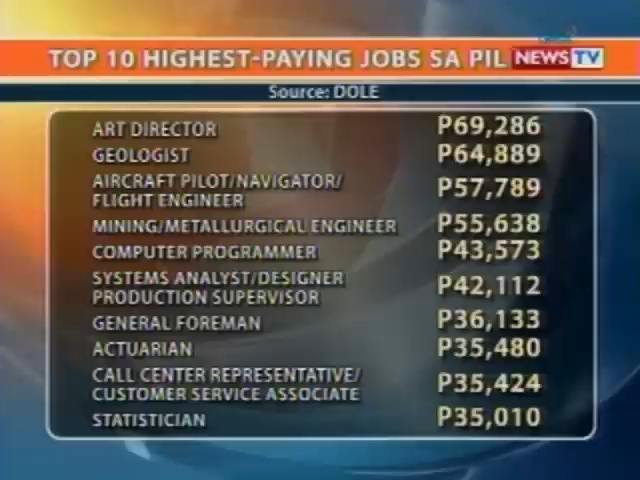 TOP 10 HIGHEST-PAYING JOBS SA PIL
NEWS TV
Source: DOLE
ART DIRECTOR P69,286
GEOLOGIST P64,889
AIRCRAFT PILOT/NAVIGATOR/
FLIGHT ENGINEER P57,789
MINING/METALLURGICAL ENGINEER P55,638
COMPUTER PROGRAMMER P43,573
SYSTEMS ANALYST/DESIGNER
PRODUCTION SUPERVISOR P42,112
GENERAL FOREMAN P36,133
ACTUARIAN P35,480
CALL CENTER REPRESENTATIVE/
CUSTOMER SERVICE ASSOCIATE P35,424
STATISTICIAN P35,010